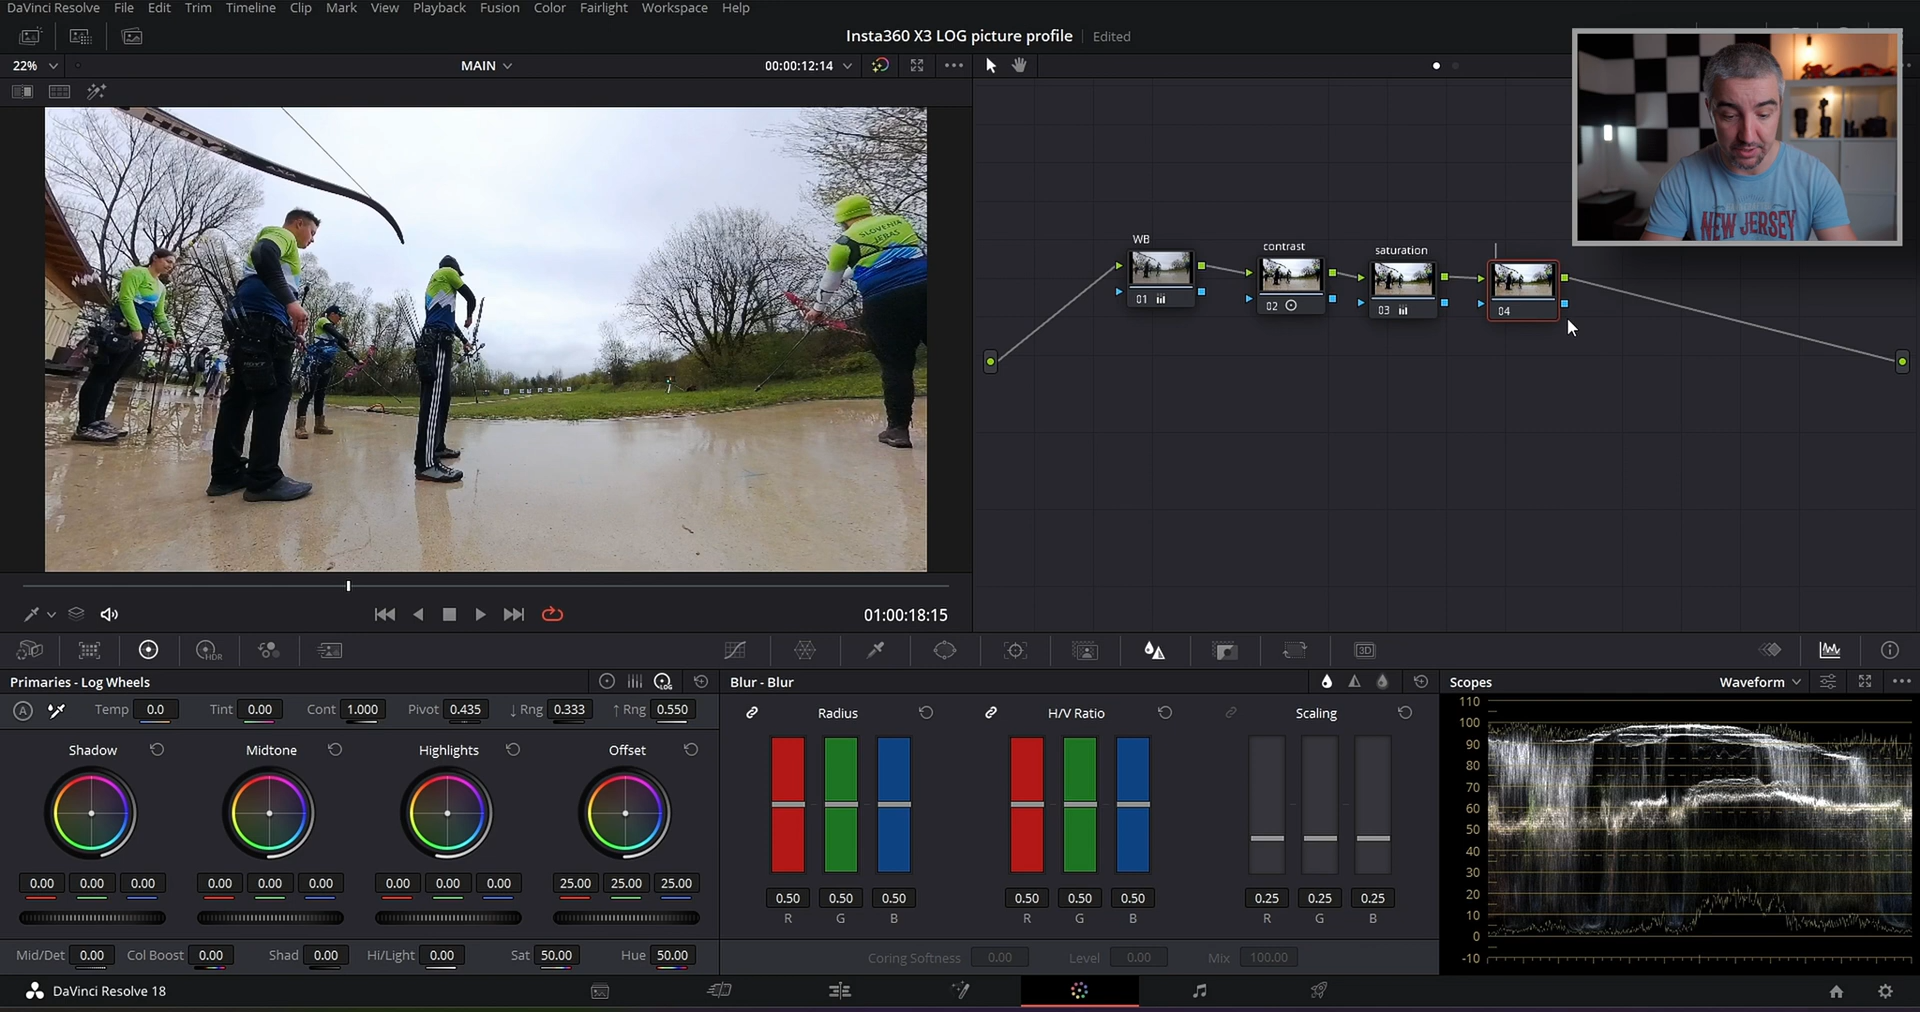 DaVinci Resolve File Edit Trim Timeline Clip Mark View Playback Fusion Color Fairlight Workspace Help
Insta360 X3 LOG picture profile Edited
22% MAIN 00:00:12:14
AXIA
SLOVENIA
JEBAS
NEW JERSEY
WB contrast saturation
01 02 03 04
01:00:18:15
HDR 3D
Primaries - Log Wheels LOG
A Temp 0.0 Tint 0.00 Cont 1.000 Pivot 0.435 ↓ Rng 0.333 ↑ Rng 0.550
Shadow Midtone Highlights Offset
0.00 0.00 0.00 0.00 0.00 0.00 0.00 0.00 0.00 25.00 25.00 25.00
Mid/Det 0.00 Col Boost 0.00 Shad 0.00 Hi/Light 0.00 Sat 50.00 Hue 50.00
Blur - Blur
Radius H/V Ratio Scaling
0.50 0.50 0.50 0.50 0.50 0.50 0.25 0.25 0.25
R G B R G B R G B
Coring Softness 0.00 Level 0.00 Mix 100.00
Scopes Waveform
110
100
90
80
70
60
50
40
30
20
10
0
-10
DaVinci Resolve 18